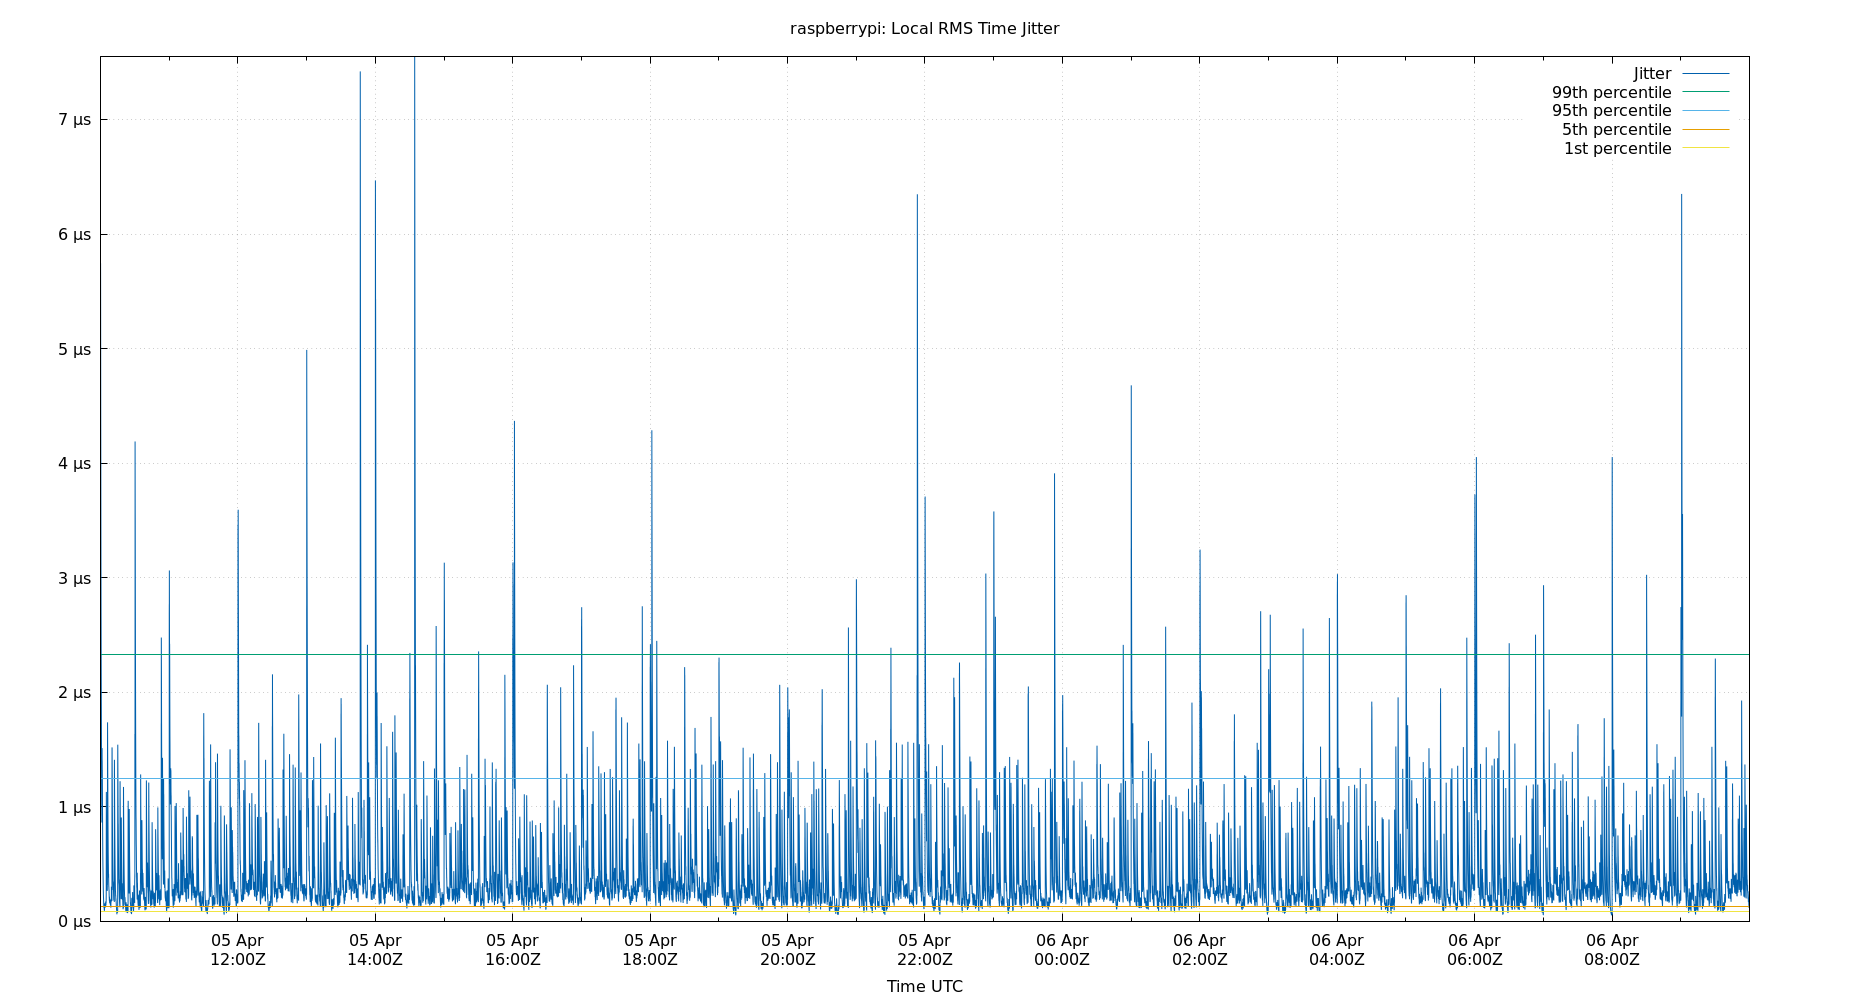 raspberrypi: Local RMS Time Jitter
Jitter
99th percentile
95th percentile
5th percentile
1st percentile
7 µs
6 µs
5 µs
4 µs
3 µs
2 µs
1 µs
0 µs
05 Apr 05 Apr 05 Apr 05 Apr 05 Apr 05 Apr 06 Apr 06 Apr 06 Apr 06 Apr 06 Apr
12:00Z 14:00Z 16:00Z 18:00Z 20:00Z 22:00Z 00:00Z 02:00Z 04:00Z 06:00Z 08:00Z
Time UTC